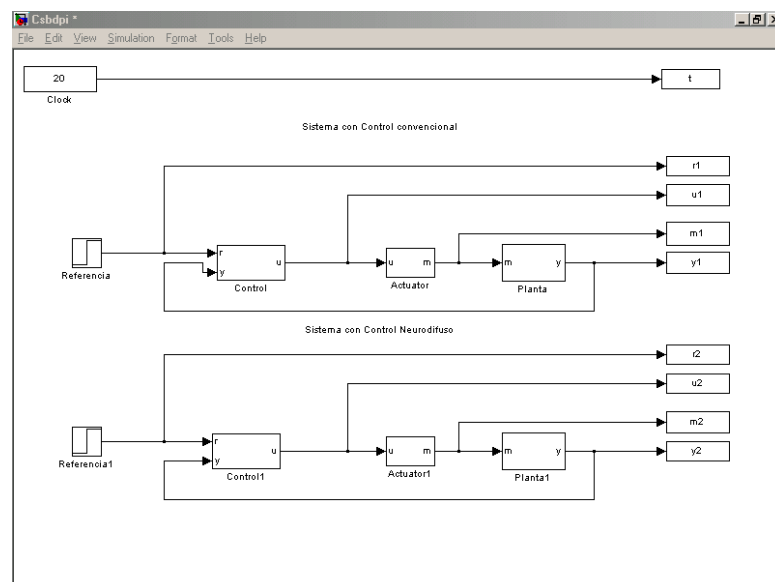 Csbdpi *
File Edit View Simulation Format Tools Help
20
t
Clock
Sistema con Control convencional
r1
u1
m1
r
y
u
u
m
m
y
y1
Referencia
Control
Actuator
Planta
Sistema con Control Neurodifuso
r2
u2
m2
r
y
u
u
m
m
y
y2
Referencia1
Control1
Actuator1
Planta1